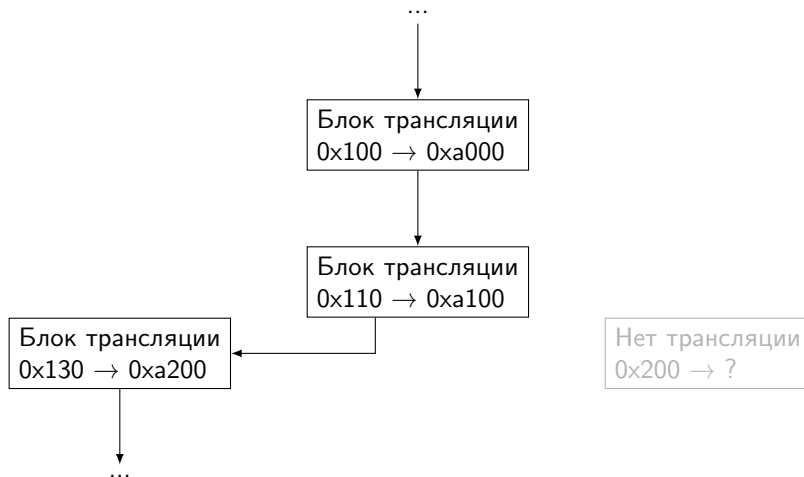 ...
Блок трансляции
0x100 → 0xa000
Блок трансляции
0x110 → 0xa100
Блок трансляции
0x130 → 0xa200
Нет трансляции
0x200 → ?
...